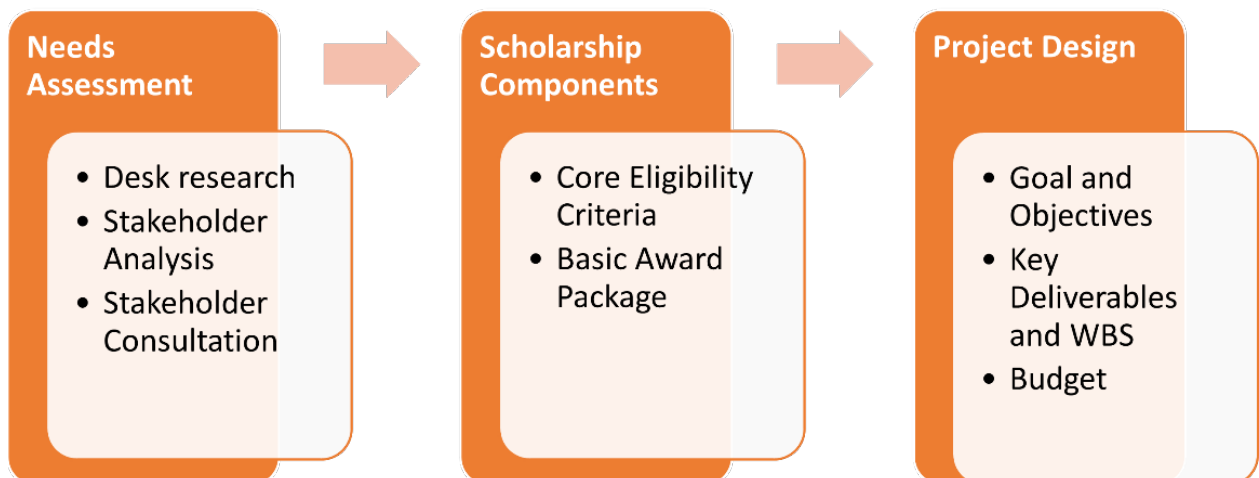 Needs
Assessment
• Desk research
• Stakeholder
Analysis
• Stakeholder
Consultation
Scholarship
Components
• Core Eligibility
Criteria
• Basic Award
Package
Project Design
• Goal and
Objectives
• Key
Deliverables
and WBS
• Budget